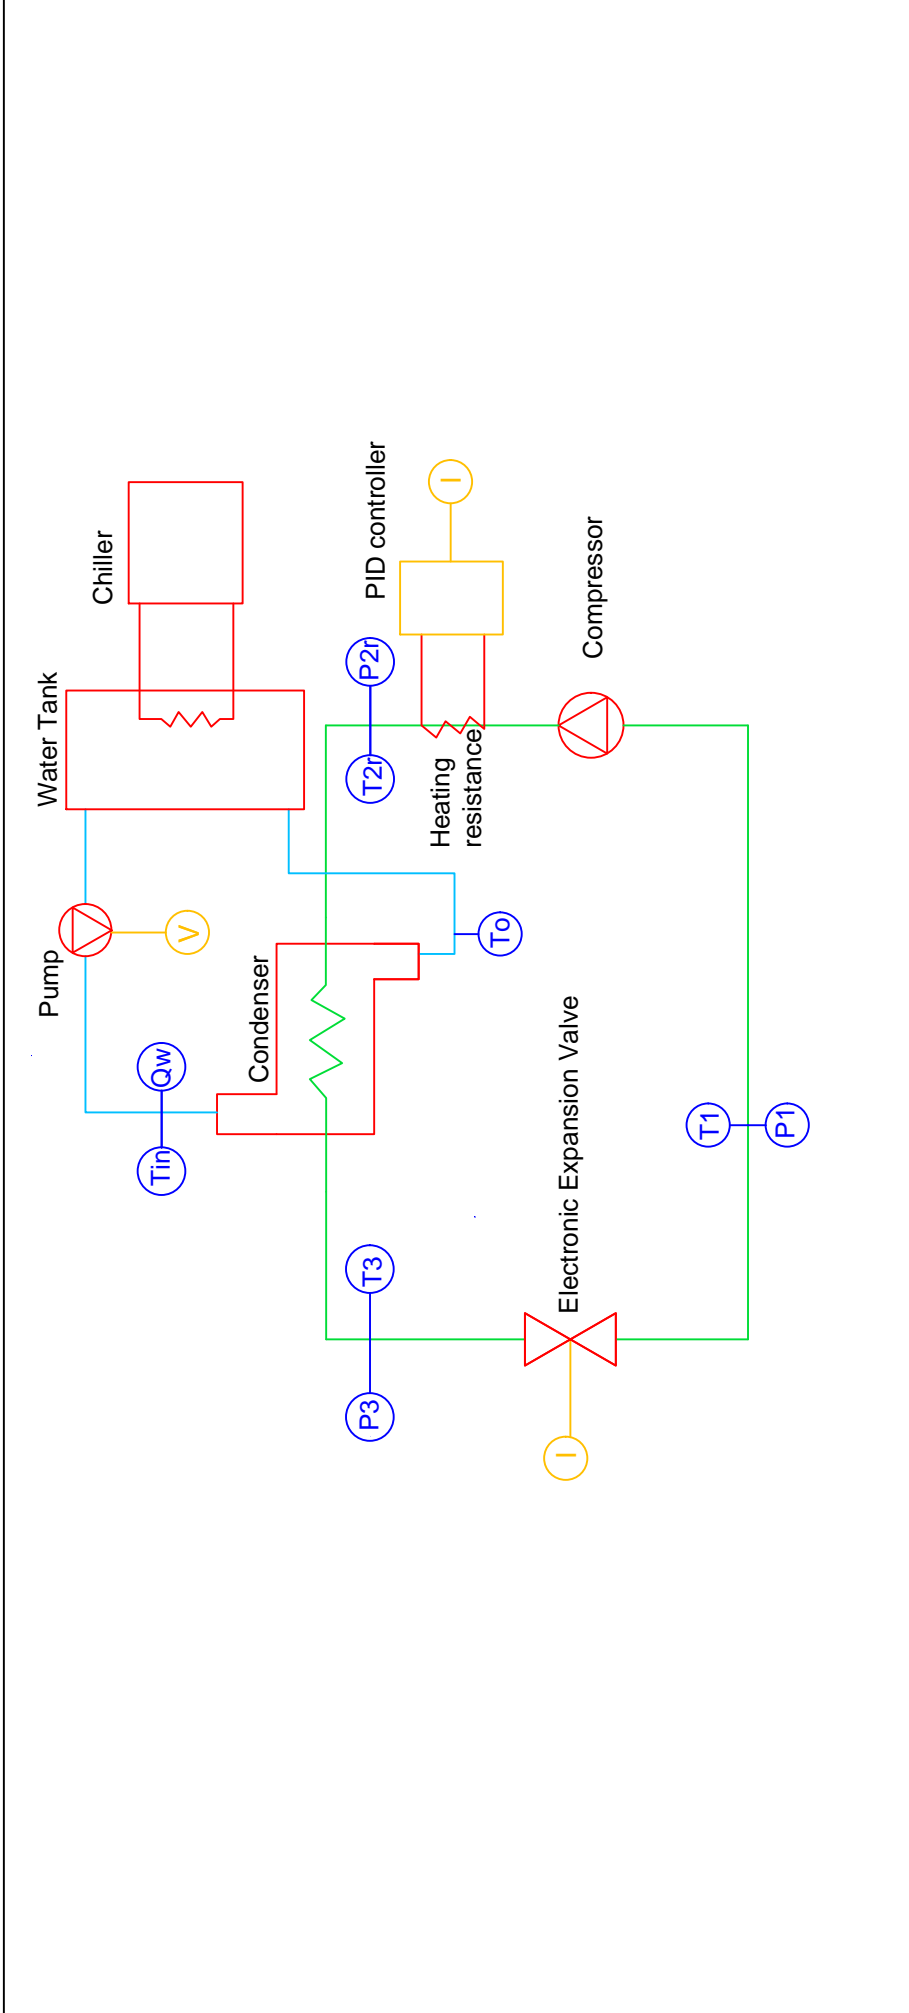 Chiller
Water Tank
PID controller
I
P2r
T2r
Heating
resistance
Compressor
Pump
V
Condenser
To
Qw
Tin
Electronic Expansion Valve
T1
P1
T3
P3
I